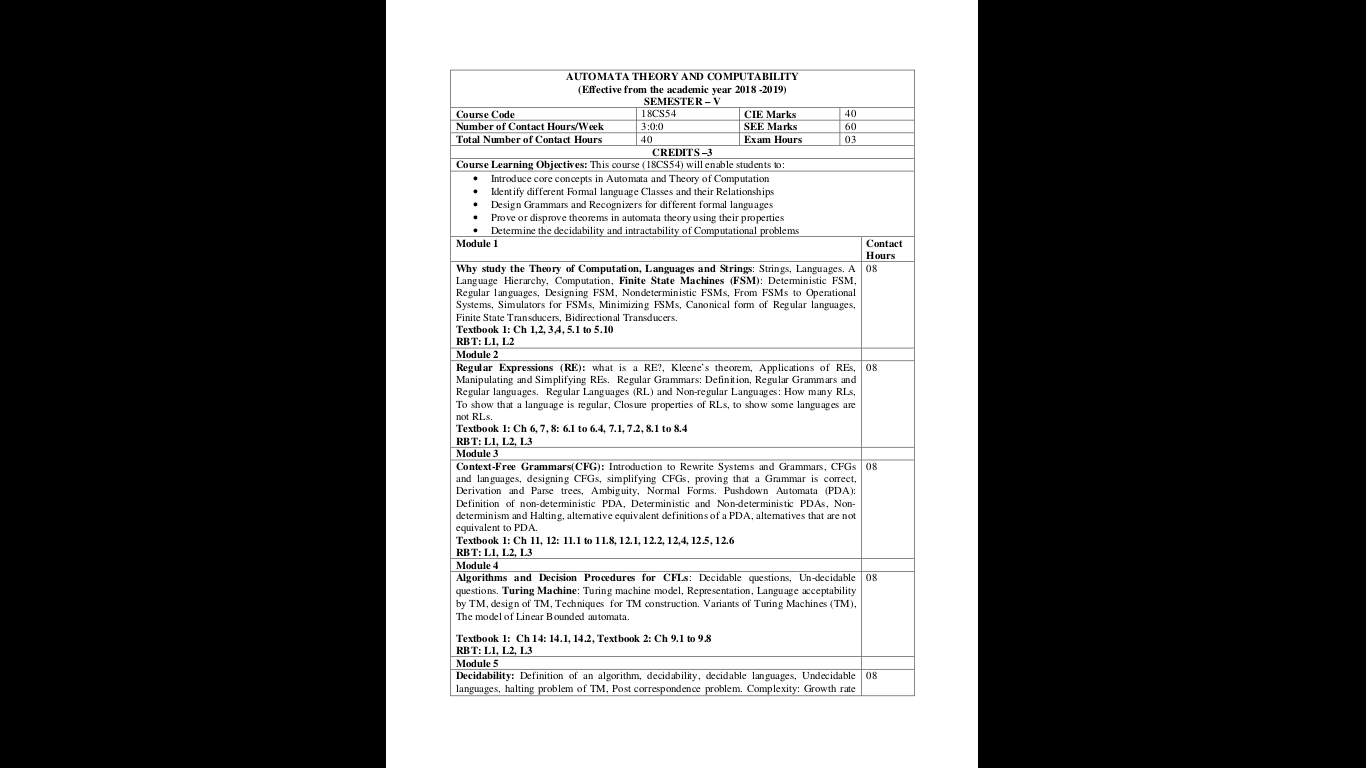 AUTOMATA THEORY AND COMPUTABILITY
(Effective from the academic year 2018 -2019)
SEMESTER – V
Course Code 18CS54 CIE Marks 40
Number of Contact Hours/Week 3:0:0 SEE Marks 60
Total Number of Contact Hours 40 Exam Hours 03
CREDITS –3
Course Learning Objectives: This course (18CS54) will enable students to:
• Introduce core concepts in Automata and Theory of Computation
• Identify different Formal language Classes and their Relationships
• Design Grammars and Recognizers for different formal languages
• Prove or disprove theorems in automata theory using their properties
• Determine the decidability and intractability of Computational problems
Module 1 Contact
Hours
Why study the Theory of Computation, Languages and Strings: Strings, Languages. A 08
Language Hierarchy, Computation, Finite State Machines (FSM): Deterministic FSM,
Regular languages, Designing FSM, Nondeterministic FSMs, From FSMs to Operational
Systems, Simulators for FSMs, Minimizing FSMs, Canonical form of Regular languages,
Finite State Transducers, Bidirectional Transducers.
Textbook 1: Ch 1,2, 3,4, 5.1 to 5.10
RBT: L1, L2
Module 2
Regular Expressions (RE): what is a RE?, Kleene’s theorem, Applications of REs, 08
Manipulating and Simplifying REs. Regular Grammars: Definition, Regular Grammars and
Regular languages. Regular Languages (RL) and Non-regular Languages: How many RLs,
To show that a language is regular, Closure properties of RLs, to show some languages are
not RLs.
Textbook 1: Ch 6, 7, 8: 6.1 to 6.4, 7.1, 7.2, 8.1 to 8.4
RBT: L1, L2, L3
Module 3
Context-Free Grammars(CFG): Introduction to Rewrite Systems and Grammars, CFGs 08
and languages, designing CFGs, simplifying CFGs, proving that a Grammar is correct,
Derivation and Parse trees, Ambiguity, Normal Forms. Pushdown Automata (PDA):
Definition of non-deterministic PDA, Deterministic and Non-deterministic PDAs, Non-
determinism and Halting, alternative equivalent definitions of a PDA, alternatives that are not
equivalent to PDA.
Textbook 1: Ch 11, 12: 11.1 to 11.8, 12.1, 12.2, 12,4, 12.5, 12.6
RBT: L1, L2, L3
Module 4
Algorithms and Decision Procedures for CFLs: Decidable questions, Un-decidable 08
questions. Turing Machine: Turing machine model, Representation, Language acceptability
by TM, design of TM, Techniques for TM construction. Variants of Turing Machines (TM),
The model of Linear Bounded automata.
Textbook 1: Ch 14: 14.1, 14.2, Textbook 2: Ch 9.1 to 9.8
RBT: L1, L2, L3
Module 5
Decidability: Definition of an algorithm, decidability, decidable languages, Undecidable 08
languages, halting problem of TM, Post correspondence problem. Complexity: Growth rate